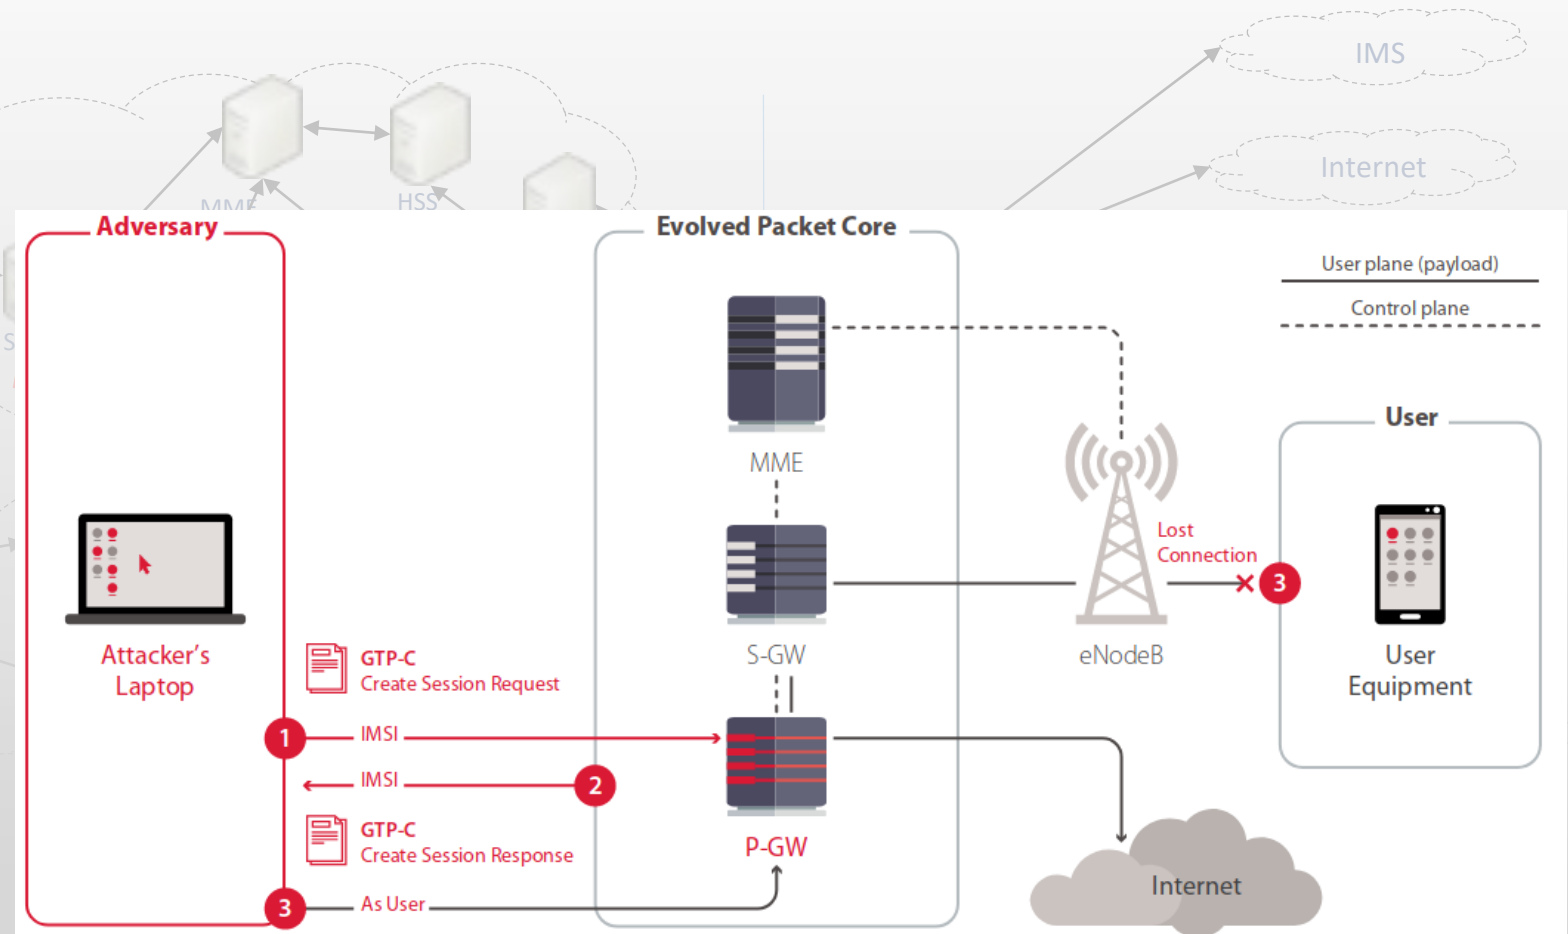 IMS
Internet
MME
HSS
Adversary
Evolved Packet Core
User plane (payload)
Control plane
User
MME
Lost
Connection
S-GW
eNodeB
User
Equipment
Attacker's
Laptop
GTP-C
Create Session Request
1
IMSI
IMSI
2
3
GTP-C
Create Session Response
P-GW
3
As User
Internet